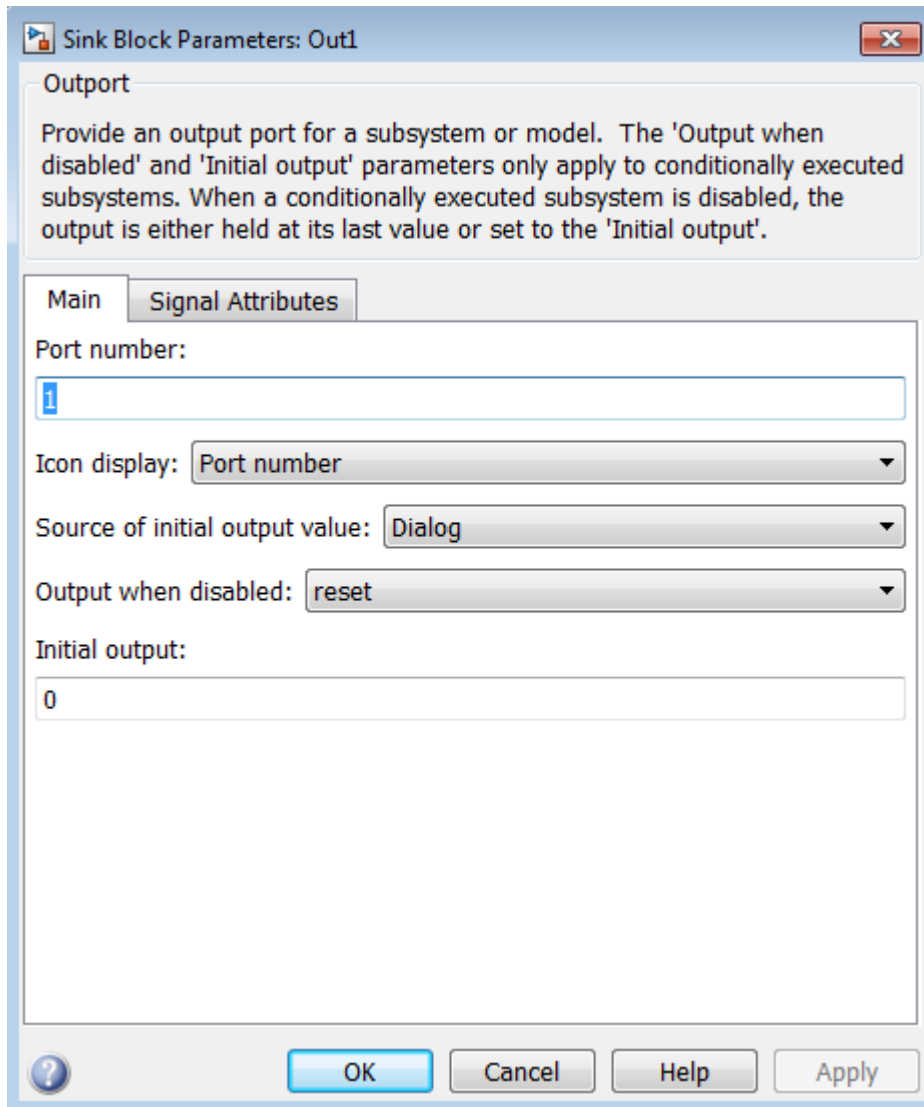 Sink Block Parameters: Out1
Outport
Provide an output port for a subsystem or model.  The 'Output when
disabled' and 'Initial output' parameters only apply to conditionally executed
subsystems. When a conditionally executed subsystem is disabled, the
output is either held at its last value or set to the 'Initial output'.
Main Signal Attributes
Port number:
1
Icon display: Port number
Source of initial output value: Dialog
Output when disabled: reset
Initial output:
0
? OK Cancel Help Apply